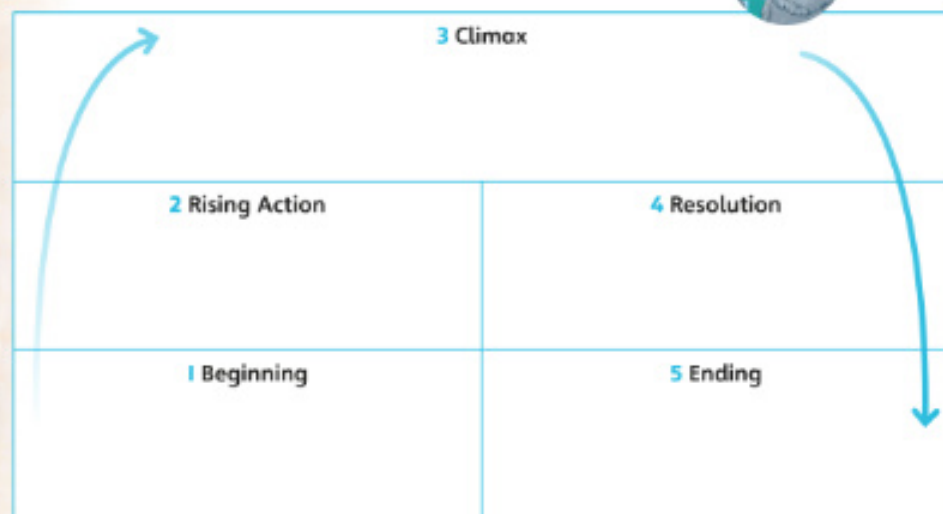 3 Climax
2 Rising Action
4 Resolution
1 Beginning
5 Ending